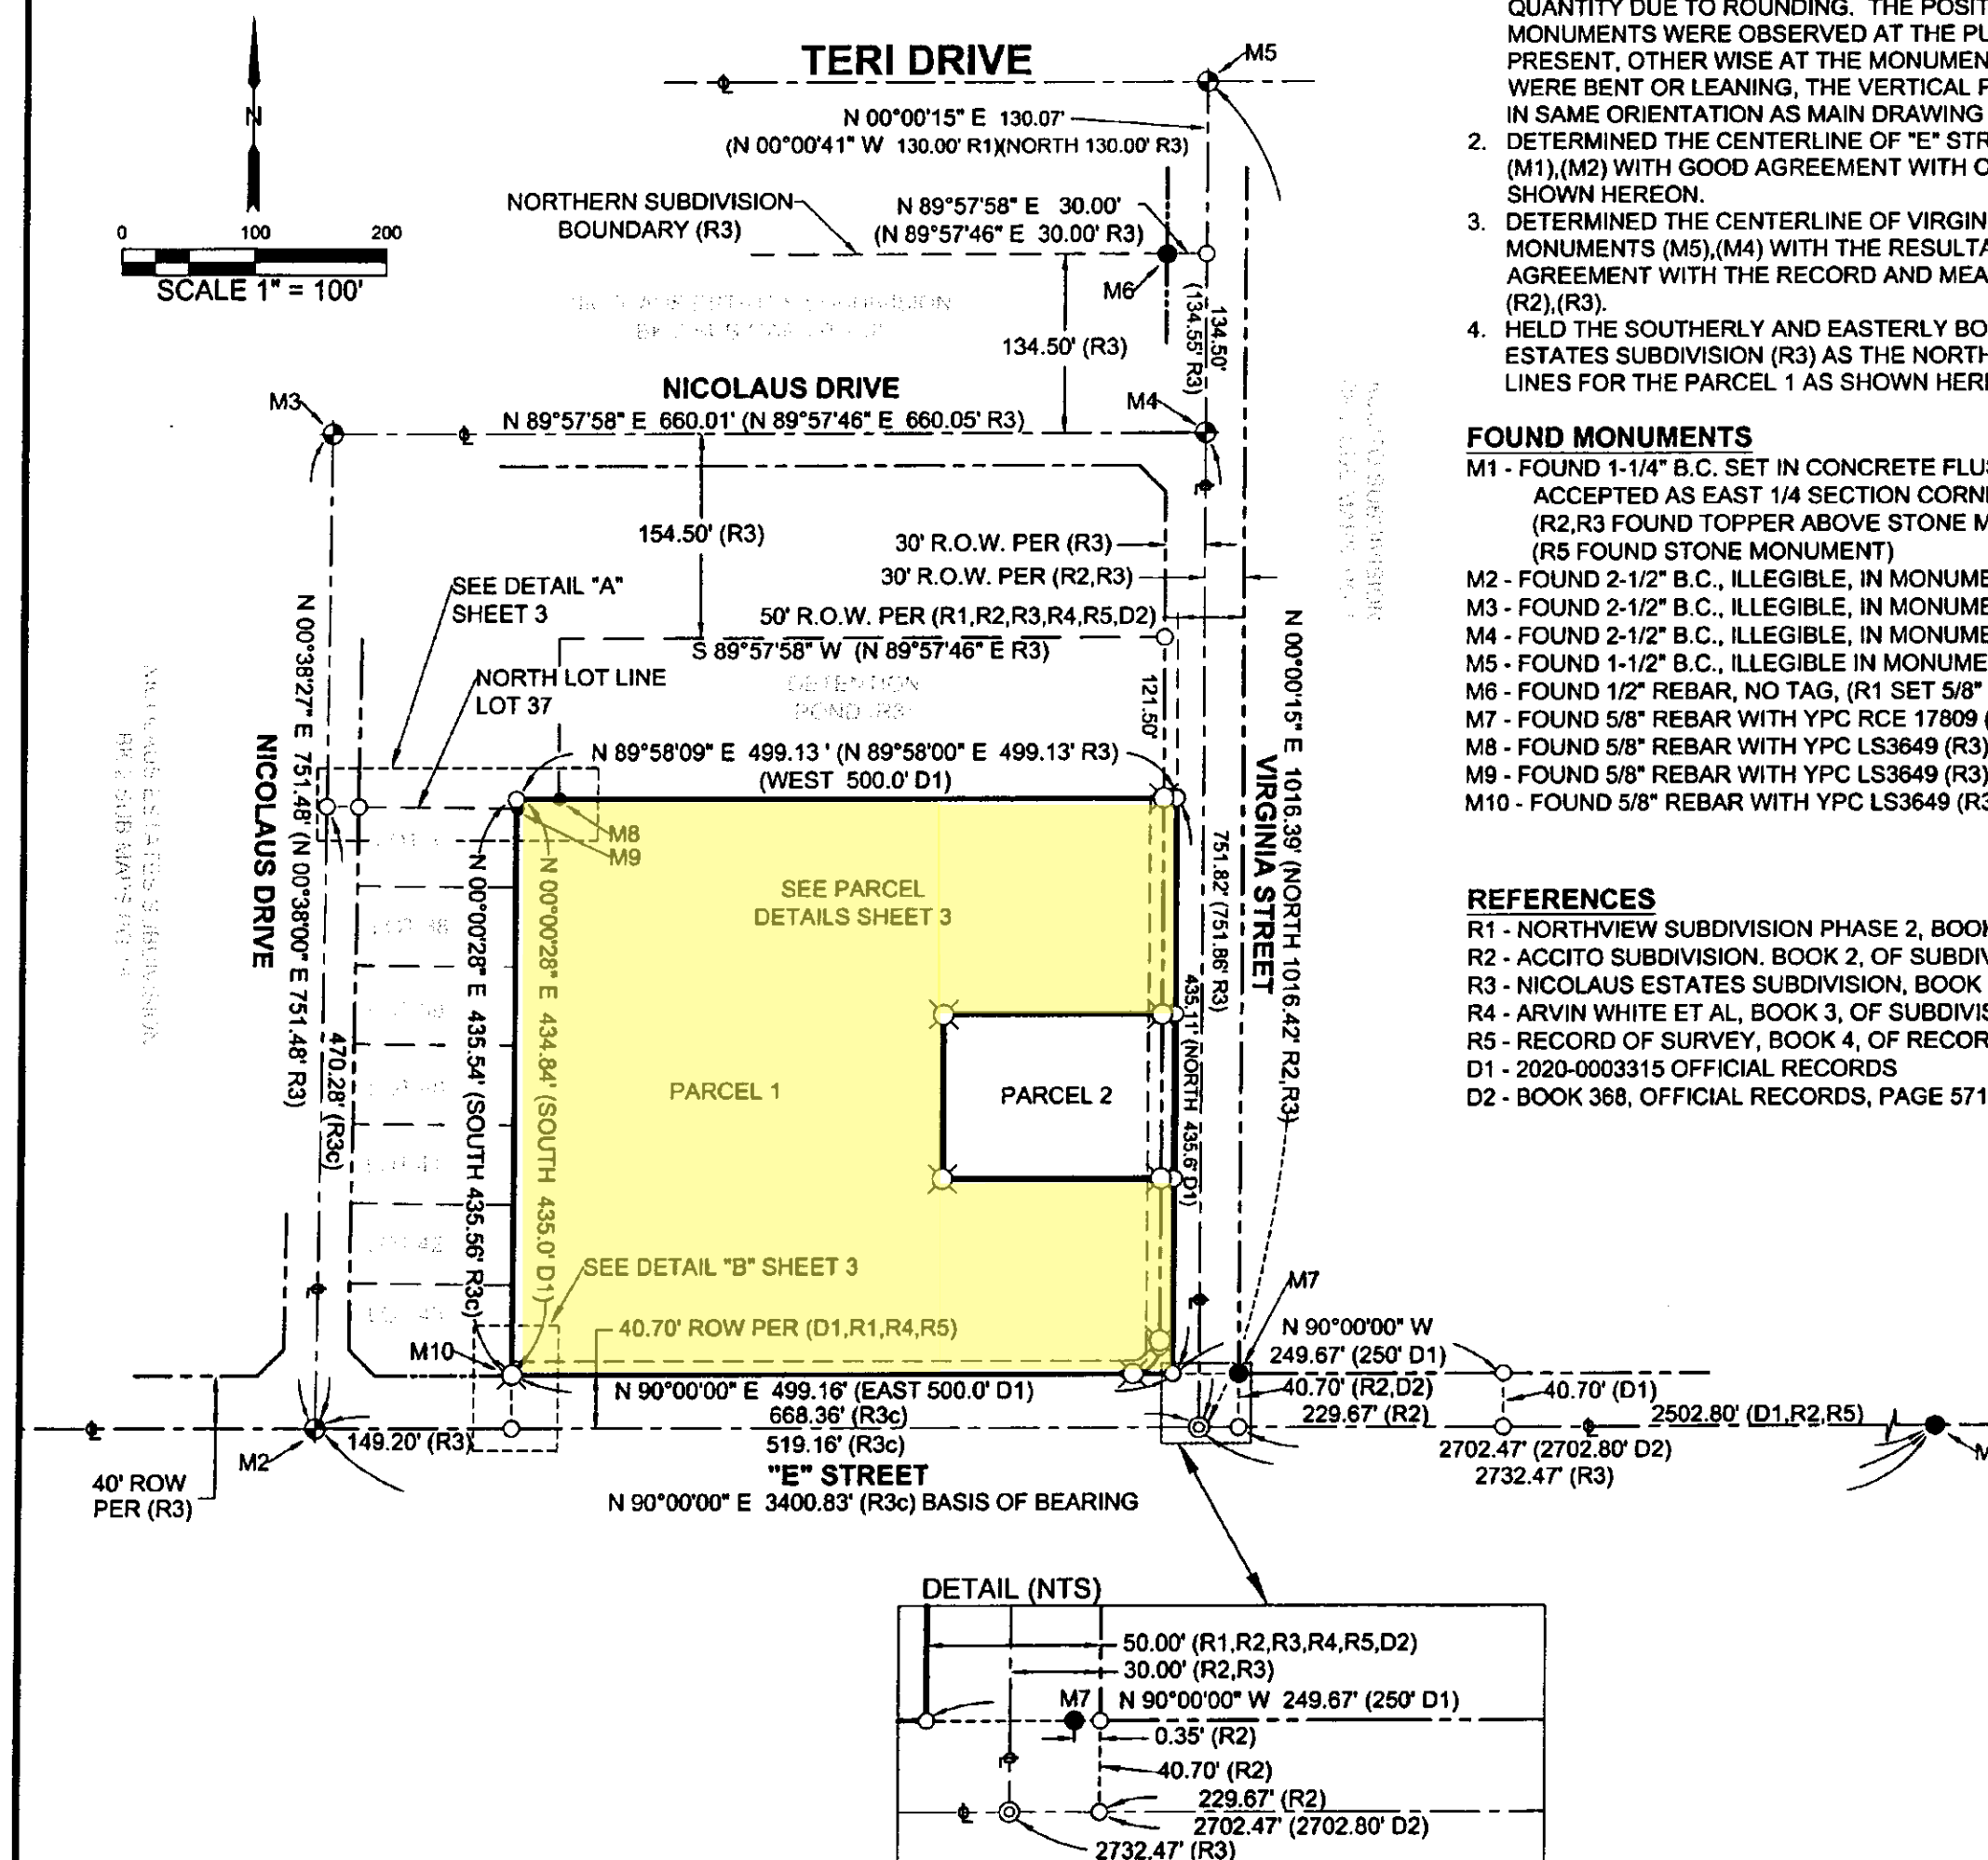 TERI DRIVE
M5
N 00°00'15" E 130.07'
(N 00°00'41" W 130.00' R1)(NORTH 130.00' R3)
N
NORTHERN SUBDIVISION
BOUNDARY (R3)
N 89°57'58" E 30.00'
(N 89°57'46" E 30.00' R3)
0 100 200
SCALE 1" = 100'
M6
134.50'
(134.55' R3)
134.50' (R3)
NICOLAUS DRIVE
M3
M4
N 89°57'58" E 660.01' (N 89°57'46" E 660.05' R3)
154.50' (R3)
30' R.O.W. PER (R3)
30' R.O.W. PER (R2,R3)
50' R.O.W. PER (R1,R2,R3,R4,R5,D2)
SEE DETAIL "A"
SHEET 3
S 89°57'58" W (N 89°57'46" E R3)
DETENTION
POND (R3)
NORTH LOT LINE
LOT 37
121.50'
N 89°58'09" E 499.13' (N 89°58'00" E 499.13' R3)
(WEST 500.0' D1)
NICOLAUS DRIVE
N 00°38'27" E 751.48' (N 00°38'00" E 751.48' R3)
470.28' (R3c)
M8
M9
N 00°00'28" E 435.54' (SOUTH 435.56' R3c)
N 00°00'28" E 434.84' (SOUTH 435.0' D1)
SEE PARCEL
DETAILS SHEET 3
PARCEL 1
PARCEL 2
VIRGINIA STREET
N 00°00'15" E 1016.39' (NORTH 1016.42' R2,R3)
751.82' (751.86' R3)
435.11' (NORTH 435.6' D1)
SEE DETAIL "B" SHEET 3
40.70' ROW PER (D1,R1,R4,R5)
M10
M7
N 90°00'00" W
249.67' (250' D1)
40.70' (R2,D2)
40.70' (D1)
229.67' (R2)
N 90°00'00" E 499.16' (EAST 500.0' D1)
668.36' (R3c)
2502.80' (D1,R2,R5)
149.20' (R3)
519.16' (R3c)
2702.47' (2702.80' D2)
2732.47' (R3)
M2
"E" STREET
N 90°00'00" E 3400.83' (R3c) BASIS OF BEARING
40' ROW
PER (R3)
DETAIL (NTS)
50.00' (R1,R2,R3,R4,R5,D2)
30.00' (R2,R3)
M7
N 90°00'00" W 249.67' (250' D1)
0.35' (R2)
40.70' (R2)
229.67' (R2)
2702.47' (2702.80' D2)
2732.47' (R3)
QUANTITY DUE TO ROUNDING. THE POSIT
MONUMENTS WERE OBSERVED AT THE PU
PRESENT, OTHER WISE AT THE MONUMEN
WERE BENT OR LEANING, THE VERTICAL
IN SAME ORIENTATION AS MAIN DRAWING
2. DETERMINED THE CENTERLINE OF "E" STR
(M1),(M2) WITH GOOD AGREEMENT WITH
SHOWN HEREON.
3. DETERMINED THE CENTERLINE OF VIRGIN
MONUMENTS (M5),(M4) WITH THE RESULTA
AGREEMENT WITH THE RECORD AND MEA
(R2),(R3).
4. HELD THE SOUTHERLY AND EASTERLY BO
ESTATES SUBDIVISION (R3) AS THE NORTH
LINES FOR THE PARCEL 1 AS SHOWN HER
FOUND MONUMENTS
M1 - FOUND 1-1/4" B.C. SET IN CONCRETE FLU
ACCEPTED AS EAST 1/4 SECTION CORN
(R2,R3 FOUND TOPPER ABOVE STONE M
(R5 FOUND STONE MONUMENT)
M2 - FOUND 2-1/2" B.C., ILLEGIBLE, IN MONUME
M3 - FOUND 2-1/2" B.C., ILLEGIBLE, IN MONUME
M4 - FOUND 2-1/2" B.C., ILLEGIBLE, IN MONUME
M5 - FOUND 1-1/2" B.C., ILLEGIBLE IN MONUME
M6 - FOUND 1/2" REBAR, NO TAG, (R1 SET 5/8"
M7 - FOUND 5/8" REBAR WITH YPC RCE 17809 (
M8 - FOUND 5/8" REBAR WITH YPC LS3649 (R3)
M9 - FOUND 5/8" REBAR WITH YPC LS3649 (R3)
M10 - FOUND 5/8" REBAR WITH YPC LS3649 (R3
REFERENCES
R1 - NORTHVIEW SUBDIVISION PHASE 2, BOOK
R2 - ACCITO SUBDIVISION. BOOK 2, OF SUBDIV
R3 - NICOLAUS ESTATES SUBDIVISION, BOOK
R4 - ARVIN WHITE ET AL, BOOK 3, OF SUBDIVIS
R5 - RECORD OF SURVEY, BOOK 4, OF RECOR
D1 - 2020-0003315 OFFICIAL RECORDS
D2 - BOOK 368, OFFICIAL RECORDS, PAGE 571